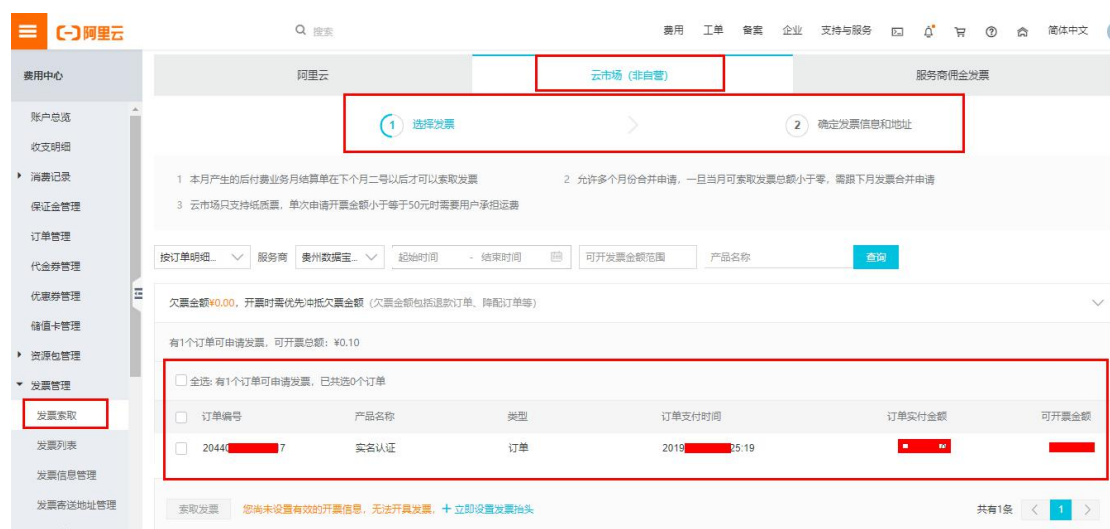 阿里云
搜索
费用 工单 备案 企业 支持与服务 简体中文
费用中心
账户总览
收支明细
消费记录
保证金管理
订单管理
代金券管理
优惠券管理
储值卡管理
资源包管理
发票管理
发票索取
发票列表
发票信息管理
发票寄送地址管理
阿里云 云市场（非自营） 服务商佣金发票
1 选择发票 2 确定发票信息和地址
1 本月产生的后付费业务月结算单在下个月二号以后才可以索取发票 2 允许多个月份合并申请，一旦当月可索取发票总额小于零，需跟下月发票合并申请
3 云市场只支持纸质票，单次申请开票金额小于等于50元时需要用户承担运费
按订单明细... 服务商 贵州数据宝... 起始时间 - 结束时间 可开发票金额范围 产品名称 查询
欠票金额¥0.00，开票时需优先冲抵欠票金额（欠票金额包括退款订单、降配订单等）
有1个订单可申请发票，可开票总额：¥0.10
全选: 有1个订单可申请发票，已共选0个订单
订单编号 产品名称 类型 订单支付时间 订单实付金额 可开票金额
20440 7 实名认证 订单 2019 25:19
索取发票 您尚未设置有效的开票信息，无法开具发票，+ 立即设置发票抬头 共有1条 1